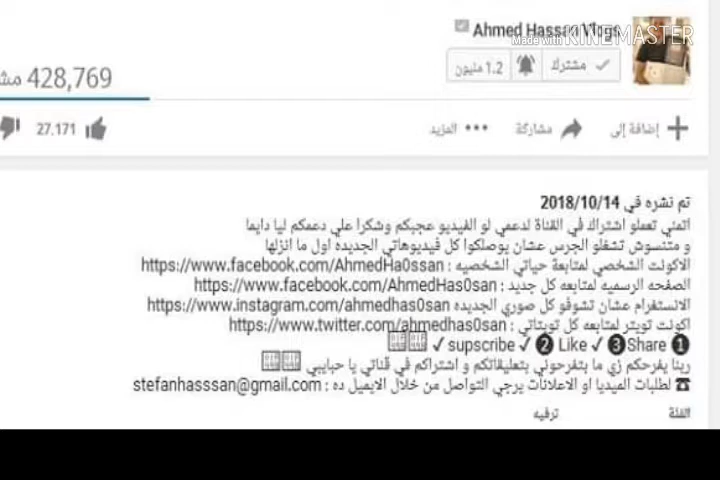 Ahmed Hassan Vlogs
Made with KINEMASTER
مشترك 1.2 مليون
428,769
إضافة إلى مشاركة المزيد 27.171
تم نشره في 2018/10/14
اتمني تعملو اشتراك في القناة لدعمي لو الفيديو عجبكم وشكرا علي دعمكم ليا دايما
و متنسوش تشغلو الجرس عشان يوصلكوا كل فيديوهاتي الجديده اول ما انزلها
الاكونت الشخصي لمتابعة حياتي الشخصيه : https://www.facebook.com/AhmedHa0ssan
الصفحه الرسميه لمتابعه كل جديد : https://www.facebook.com/AhmedHas0san
الانستغرام عشان تشوفو كل صوري الجديده https://www.instagram.com/ahmedhas0san
اكونت تويتر لمتابعه كل تويتاتي : https://www.twitter.com/ahmedhas0san
✓supscribe✓ ❷ Like ✓ ❸Share ❶
ربنا يفرحكم زي ما بتفرحوني بتعليقاتكم و اشتراكم في قناتي يا حبايبي
☎ لطلبات الميديا او الاعلانات يرجي التواصل من خلال الايميل ده : stefanhasssan@gmail.com
الفئة ترفيه